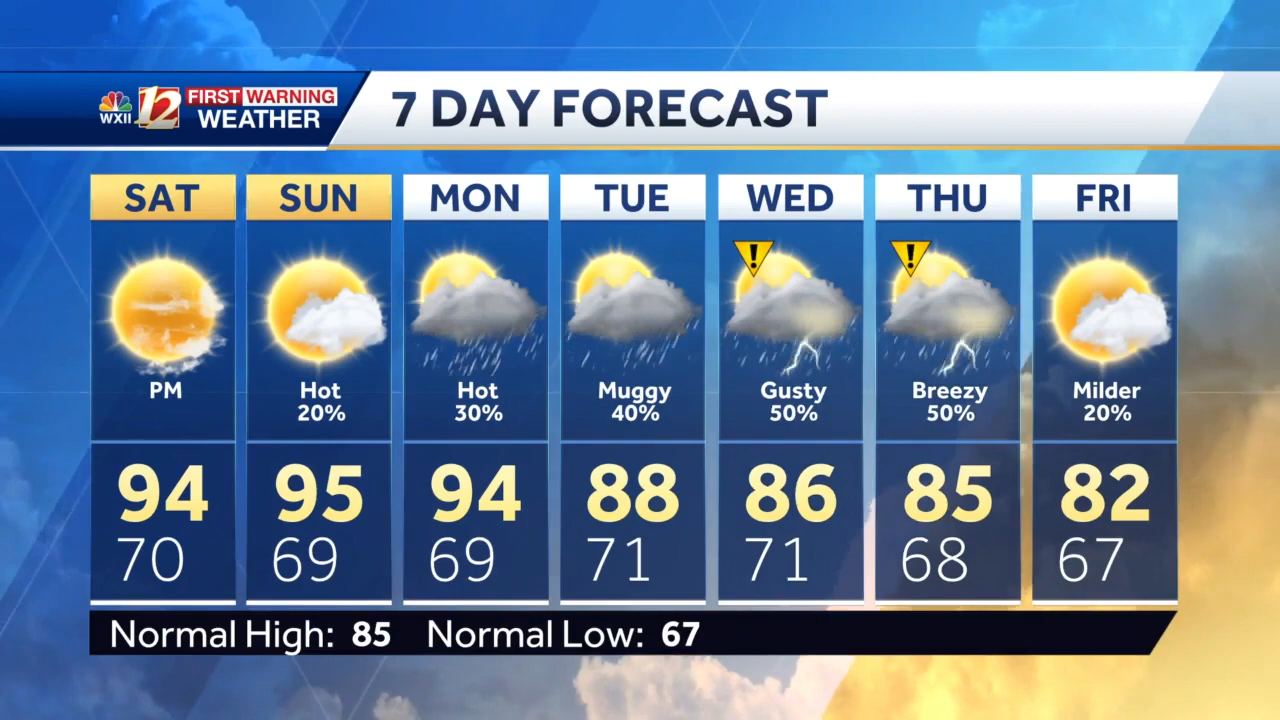 WXII 12 FIRST WARNING
WEATHER
7 DAY FORECAST
SAT SUN MON TUE WED THU FRI
! !
PM Hot Hot Muggy Gusty Breezy Milder
20% 30% 40% 50% 50% 20%
94 95 94 88 86 85 82
70 69 69 71 71 68 67
Normal High: 85 Normal Low: 67